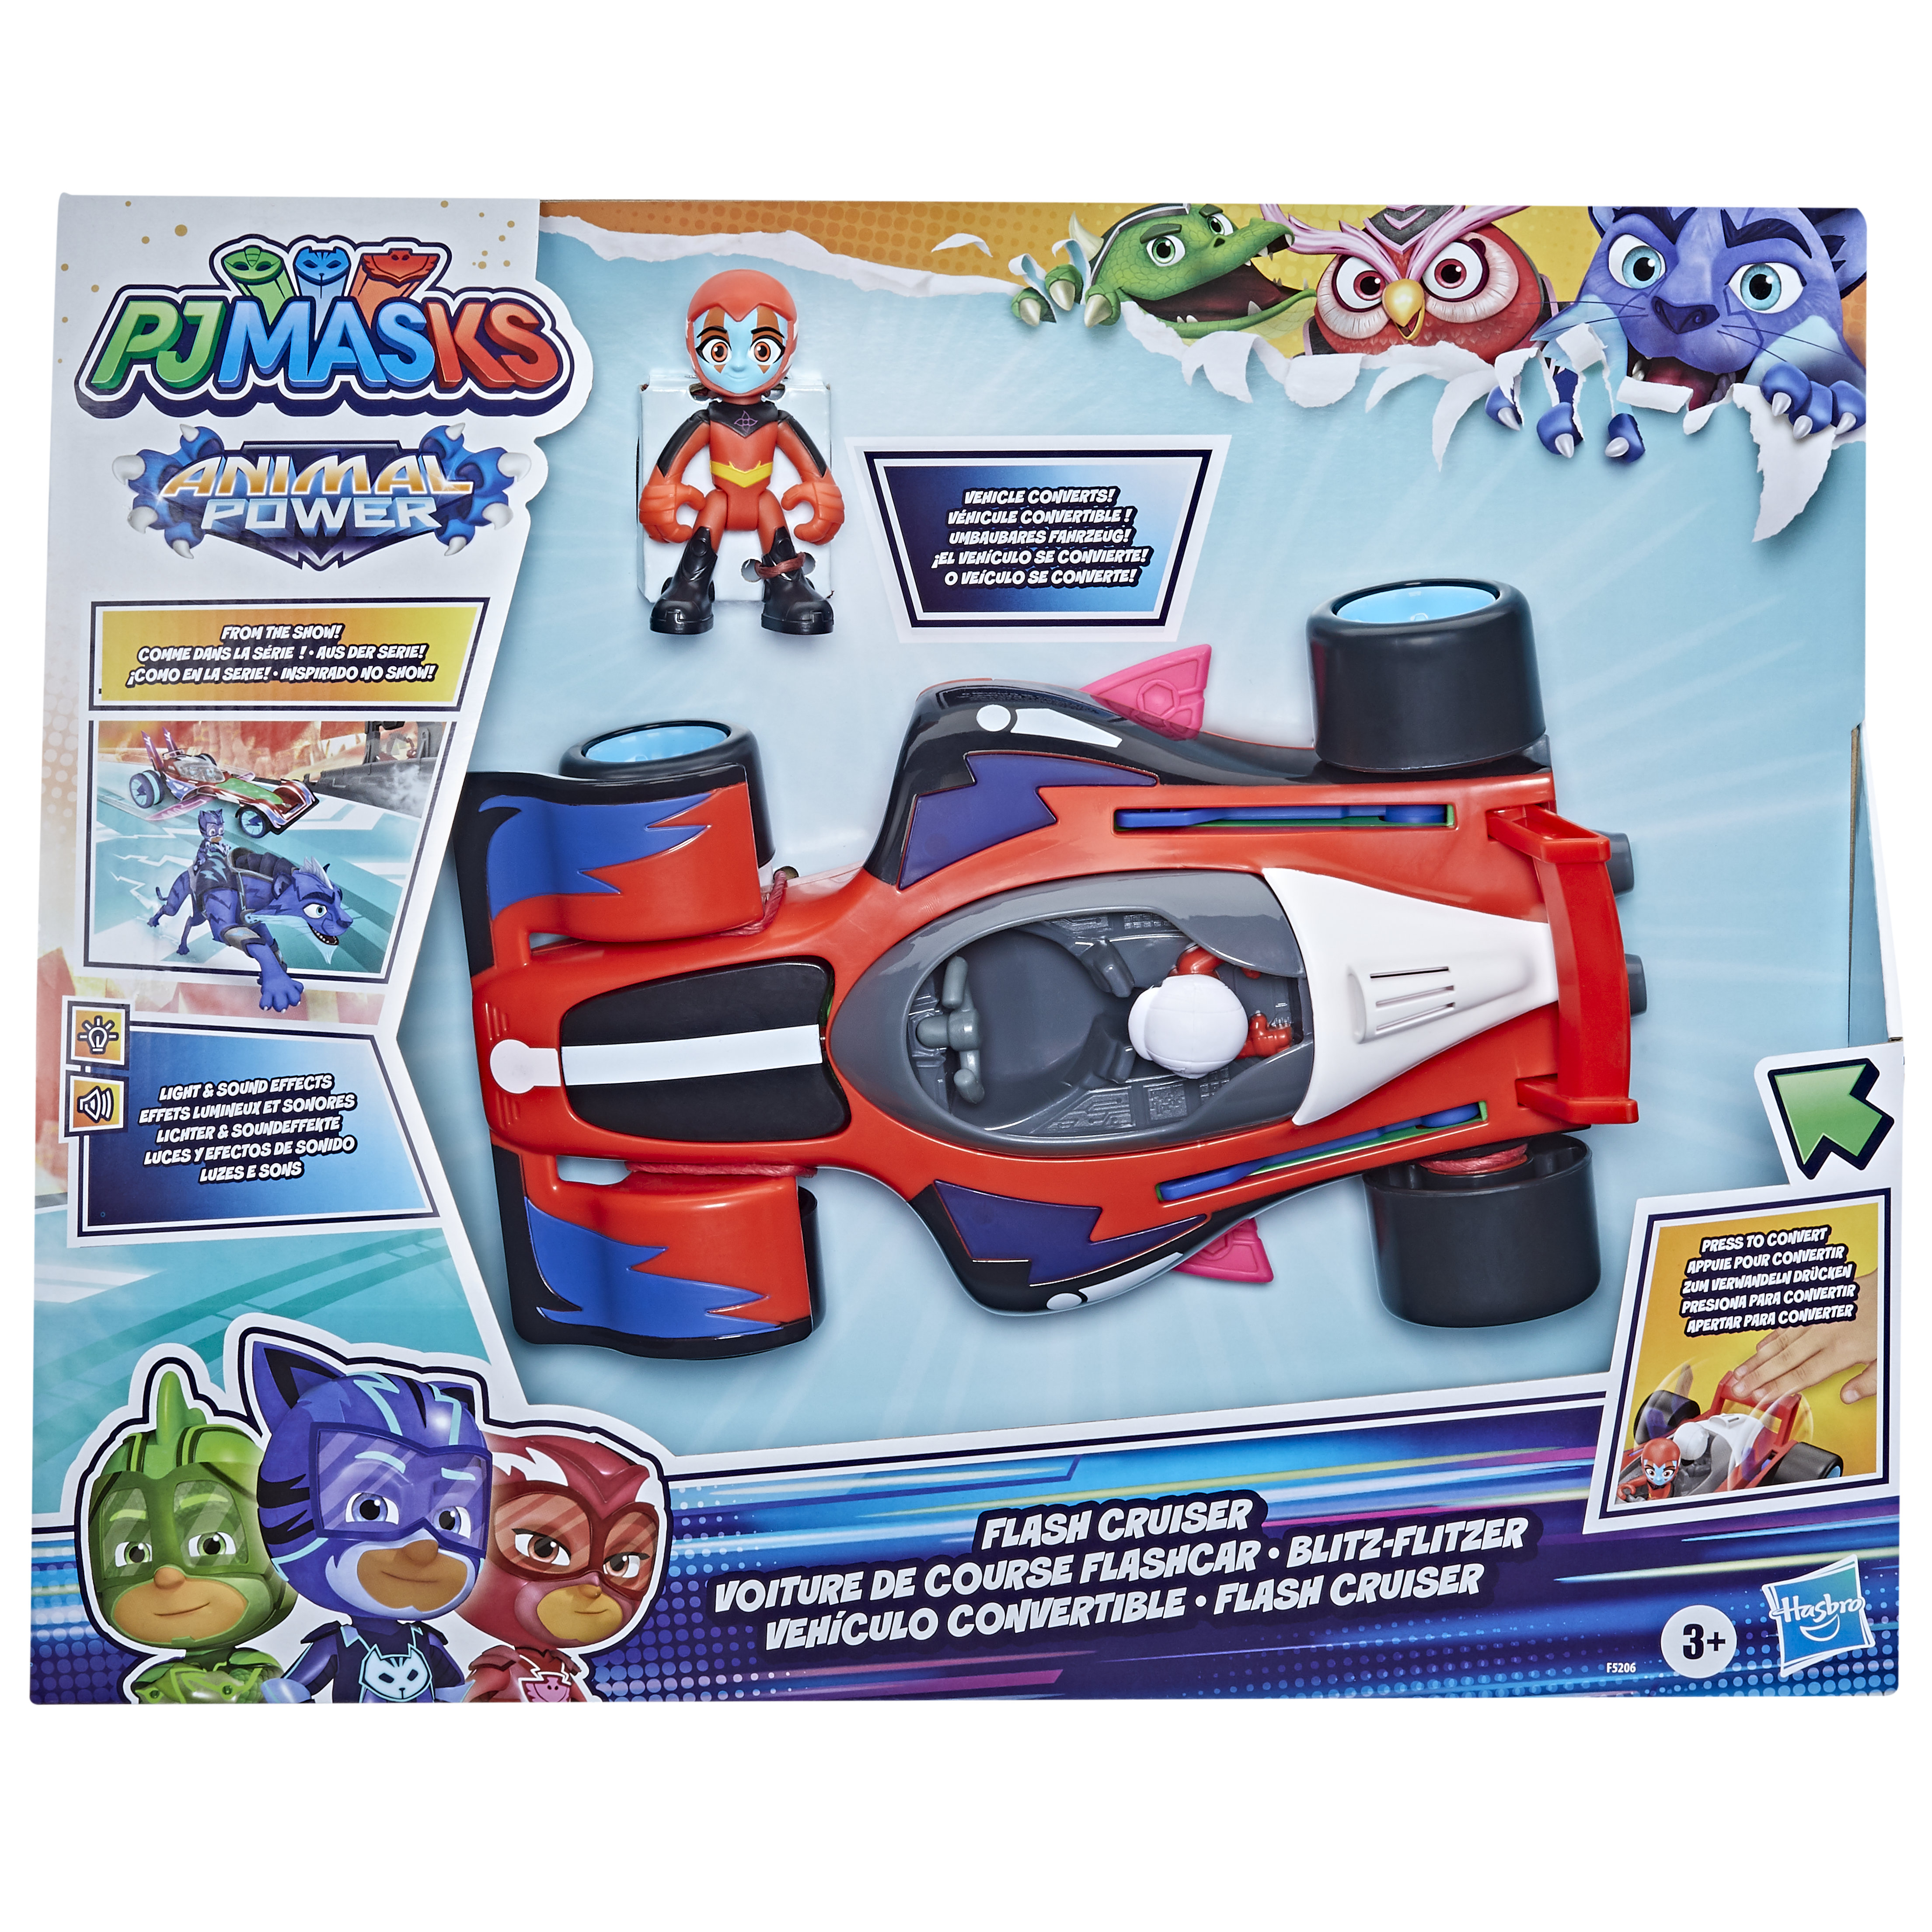 PJ MASKS
ANIMAL
POWER
FROM THE SHOW!
COMME DANS LA SÉRIE ! • AUS DER SERIE!
¡COMO EN LA SERIE! • INSPIRADO NO SHOW!
LIGHT & SOUND EFFECTS
EFFETS LUMINEUX ET SONORES
LICHTER & SOUNDEFFEKTE
LUCES Y EFECTOS DE SONIDO
LUZES E SONS
VEHICLE CONVERTS!
VÉHICULE CONVERTIBLE !
UMBAUBARES FAHRZEUG!
¡EL VEHÍCULO SE CONVIERTE!
O VEÍCULO SE CONVERTE!
PRESS TO CONVERT
APPUIE POUR CONVERTIR
ZUM VERWANDELN DRÜCKEN
PRESIONA PARA CONVERTIR
APERTAR PARA CONVERTER
FLASH CRUISER
VOITURE DE COURSE FLASHCAR • BLITZ-FLITZER
VEHÍCULO CONVERTIBLE • FLASH CRUISER
F5206
3+
Hasbro